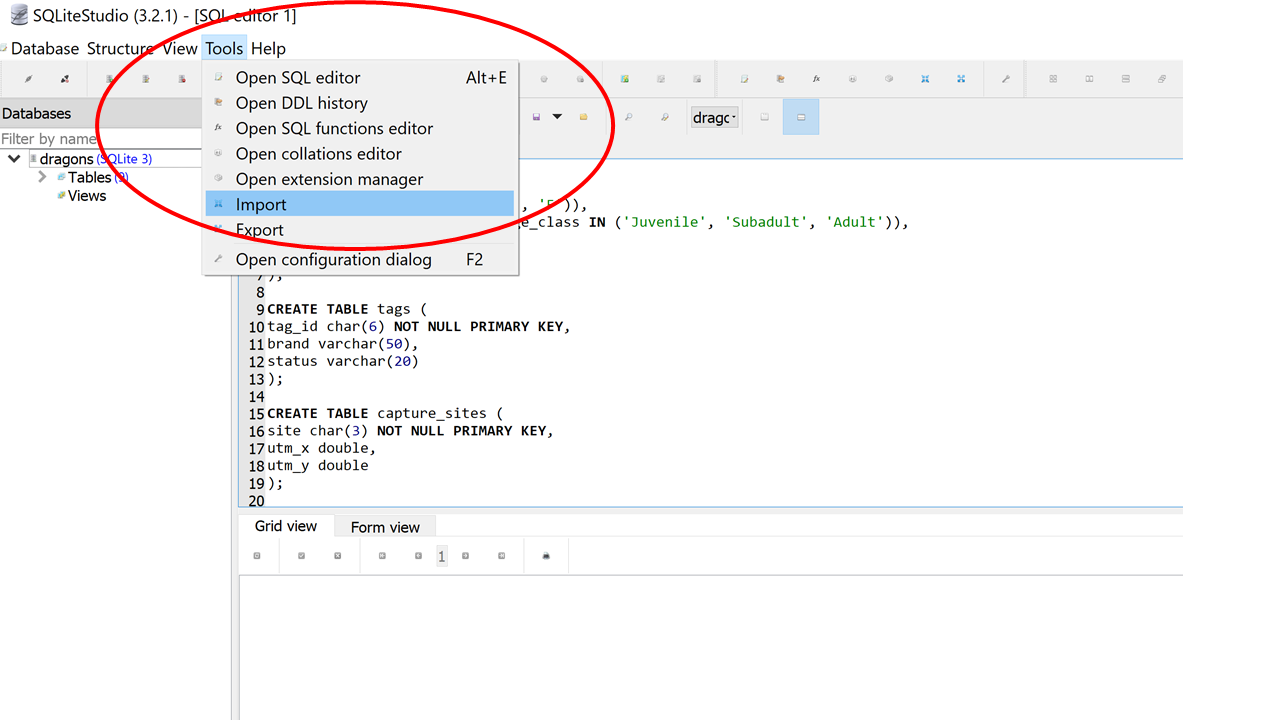 SQLiteStudio (3.2.1) - [SQL editor 1]
Database Structure View Tools Help
Open SQL editor Alt+E
Open DDL history
Open SQL functions editor
Open collations editor
Open extension manager
Import
Export
Open configuration dialog F2
Databases
Filter by name
dragons (SQLite 3)
Tables (9)
Views
dragc
, 'F')),
e_class IN ('Juvenile', 'Subadult', 'Adult')),
7 );
8
9 CREATE TABLE tags (
10 tag_id char(6) NOT NULL PRIMARY KEY,
11 brand varchar(50),
12 status varchar(20)
13 );
14
15 CREATE TABLE capture_sites (
16 site char(3) NOT NULL PRIMARY KEY,
17 utm_x double,
18 utm_y double
19 );
20
Grid view Form view
1